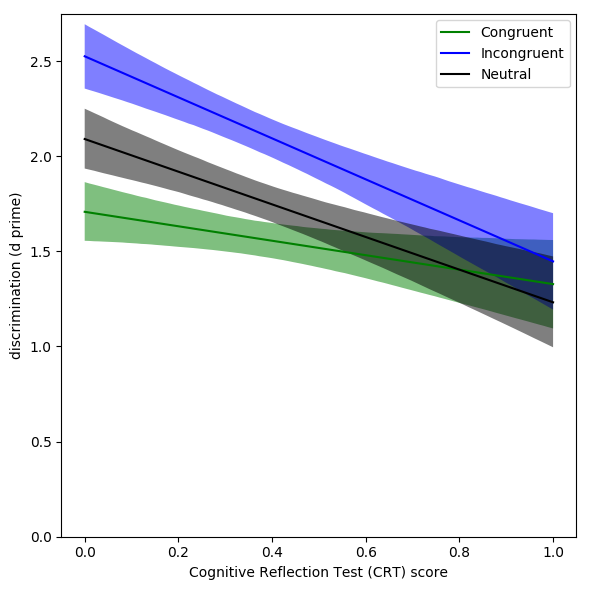 Congruent
Incongruent
Neutral
2.5
2.0
1.5
1.0
0.5
0.0
discrimination (d prime)
0.0 0.2 0.4 0.6 0.8 1.0
Cognitive Reflection Test (CRT) score